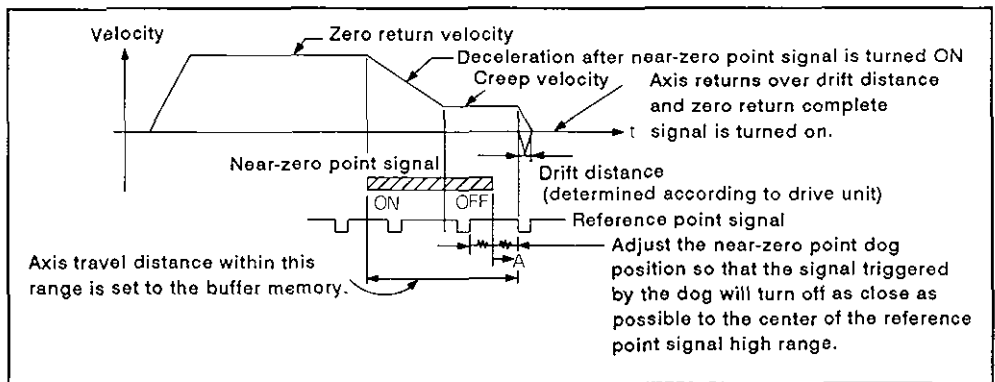 Velocity
Zero return velocity
Deceleration after near-zero point signal is turned ON
Creep velocity
Axis returns over drift distance
and zero return complete
signal is turned on.
t
Near-zero point signal
Drift distance
(determined according to drive unit)
ON
OFF
Reference point signal
A
Adjust the near-zero point dog
position so that the signal triggered
by the dog will turn off as close as
possible to the center of the reference
point signal high range.
Axis travel distance within this
range is set to the buffer memory.